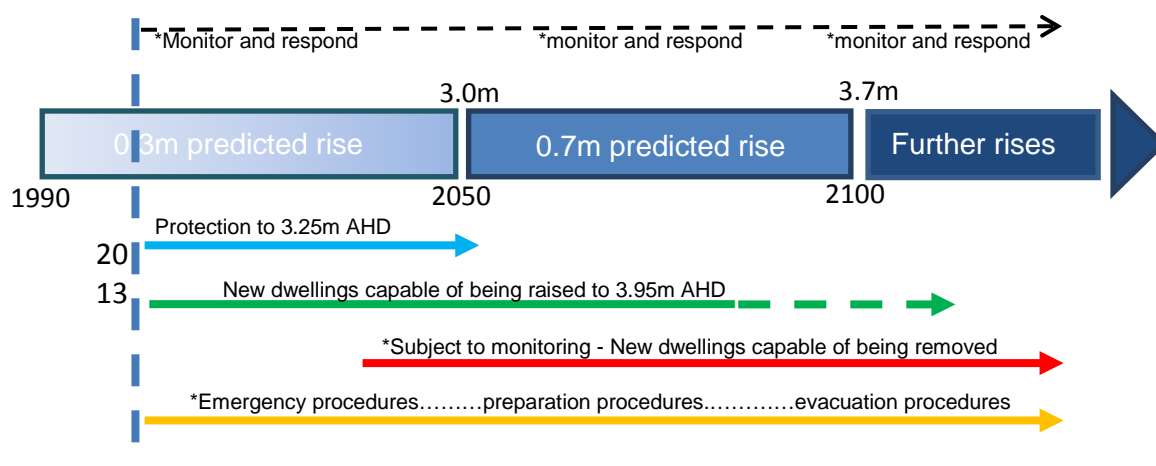 *Monitor and respond *monitor and respond *monitor and respond
3.0m 3.7m
0.3m predicted rise 0.7m predicted rise Further rises
1990 2050 2100
Protection to 3.25m AHD
20
13 New dwellings capable of being raised to 3.95m AHD
*Subject to monitoring - New dwellings capable of being removed
*Emergency procedures.........preparation procedures.............evacuation procedures